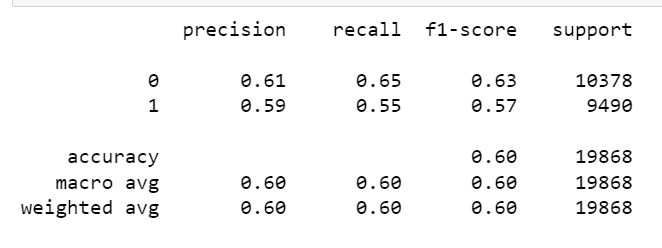 precision recall f1-score support
0 0.61 0.65 0.63 10378
1 0.59 0.55 0.57 9490
accuracy 0.60 19868
macro avg 0.60 0.60 0.60 19868
weighted avg 0.60 0.60 0.60 19868